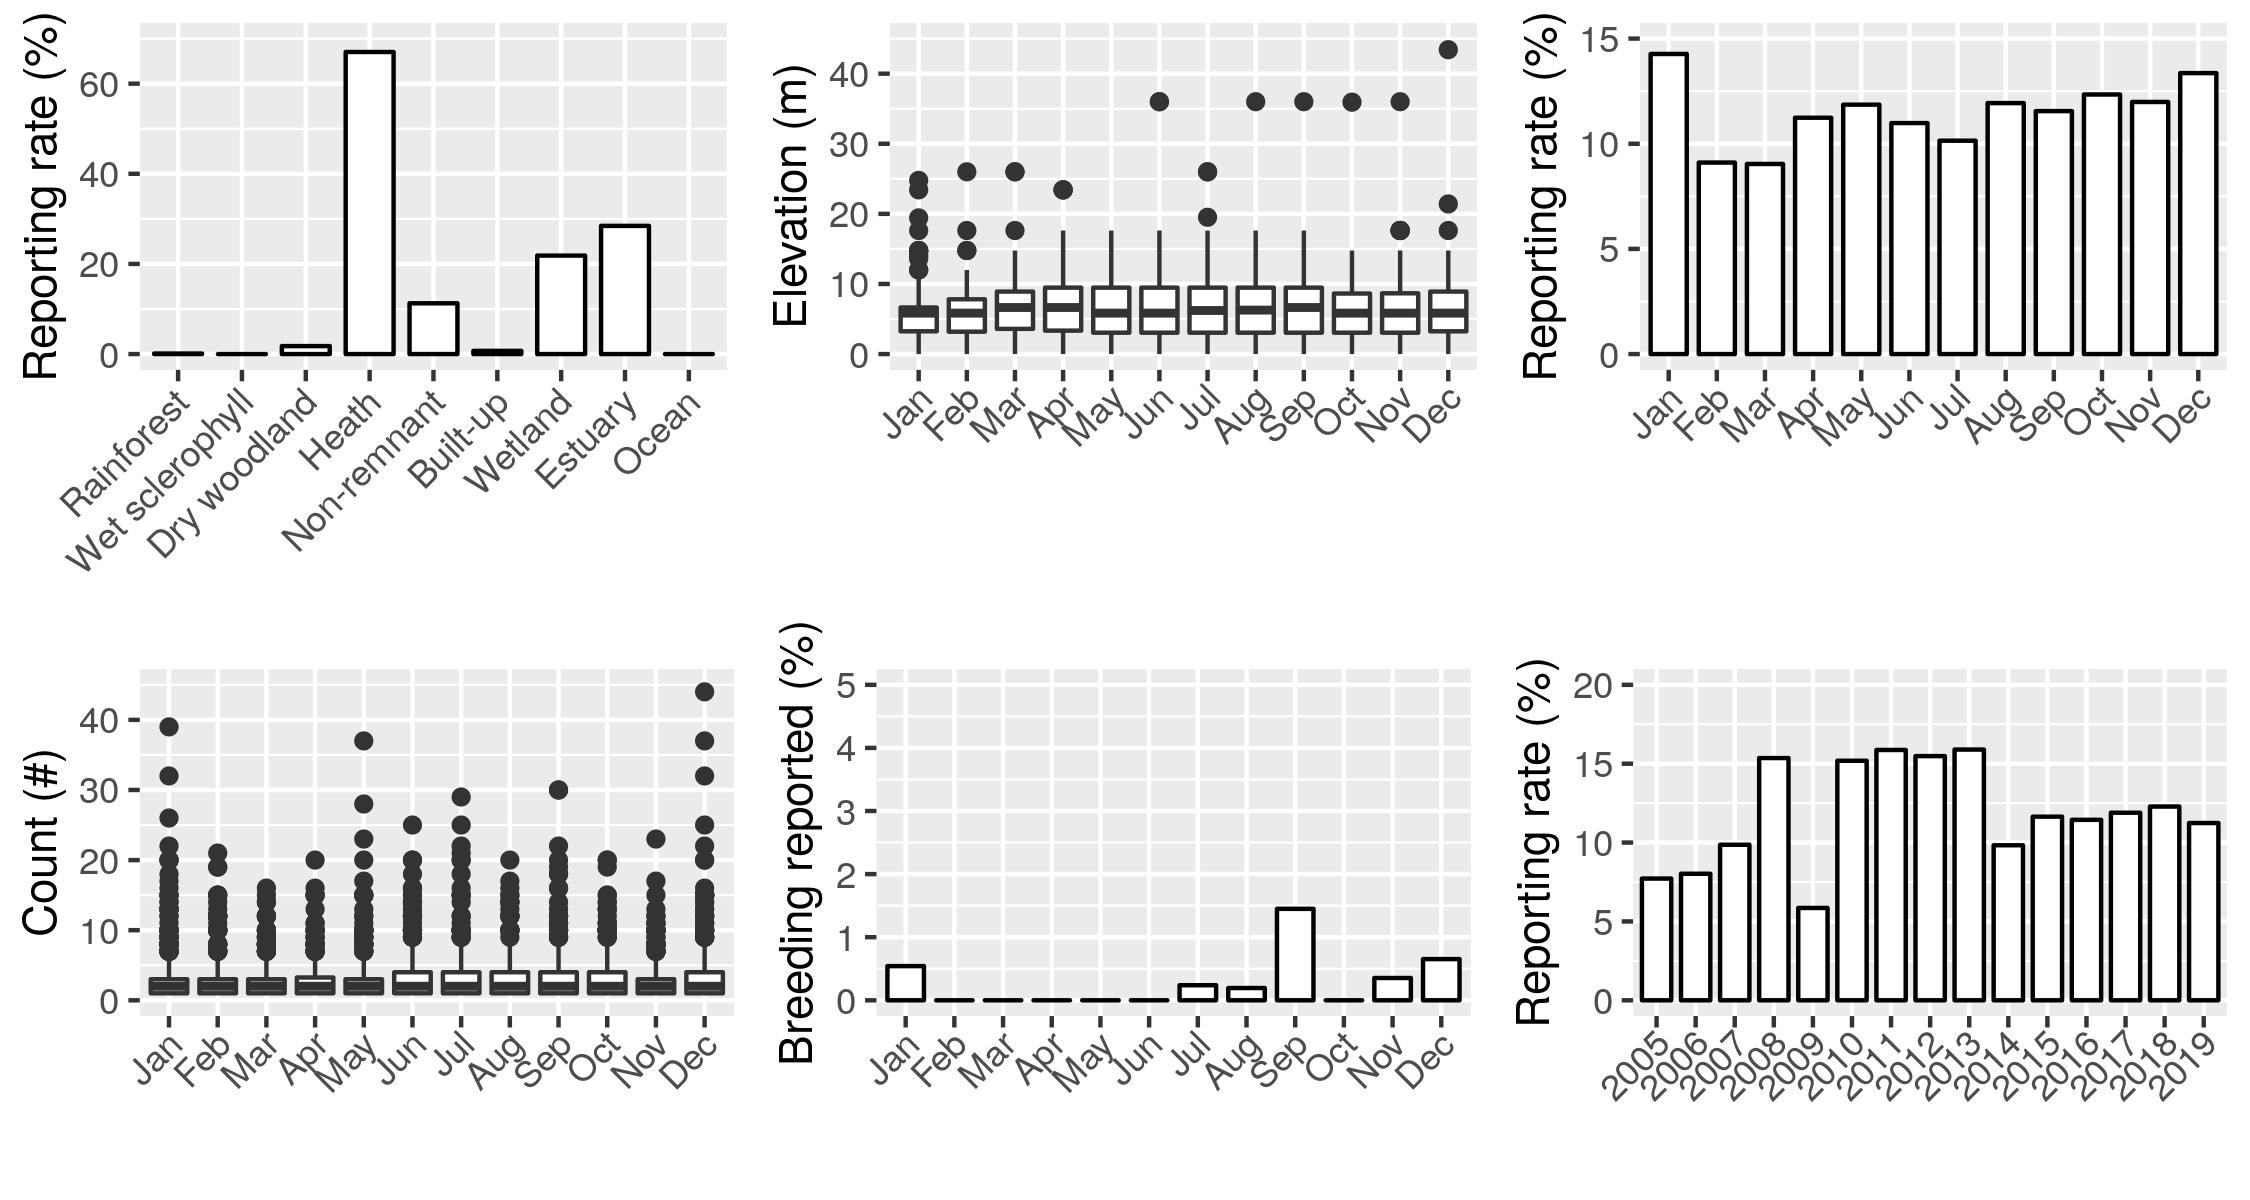 Reporting rate (%)
60
40
20
0
Rainforest
Wet sclerophyll
Dry woodland
Heath
Non-remnant
Built-up
Wetland
Estuary
Ocean
Elevation (m)
40
30
20
10
0
Jan
Feb
Mar
Apr
May
Jun
Jul
Aug
Sep
Oct
Nov
Dec
Reporting rate (%)
15
10
5
0
Jan
Feb
Mar
Apr
May
Jun
Jul
Aug
Sep
Oct
Nov
Dec
Count (#)
40
30
20
10
0
Jan
Feb
Mar
Apr
May
Jun
Jul
Aug
Sep
Oct
Nov
Dec
Breeding reported (%)
5
4
3
2
1
0
Jan
Feb
Mar
Apr
May
Jun
Jul
Aug
Sep
Oct
Nov
Dec
Reporting rate (%)
20
15
10
5
0
2005
2006
2007
2008
2009
2010
2011
2012
2013
2014
2015
2016
2017
2018
2019